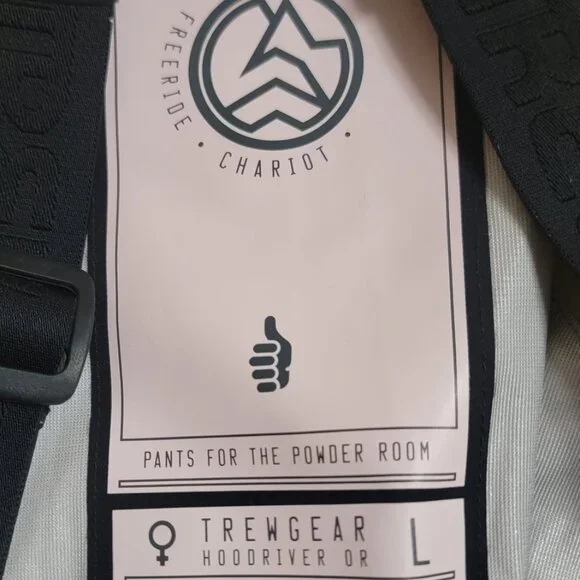 FREERIDE · CHARIOT ·
PANTS FOR THE POWDER ROOM
TREWGEAR
HOODRIVER OR
L